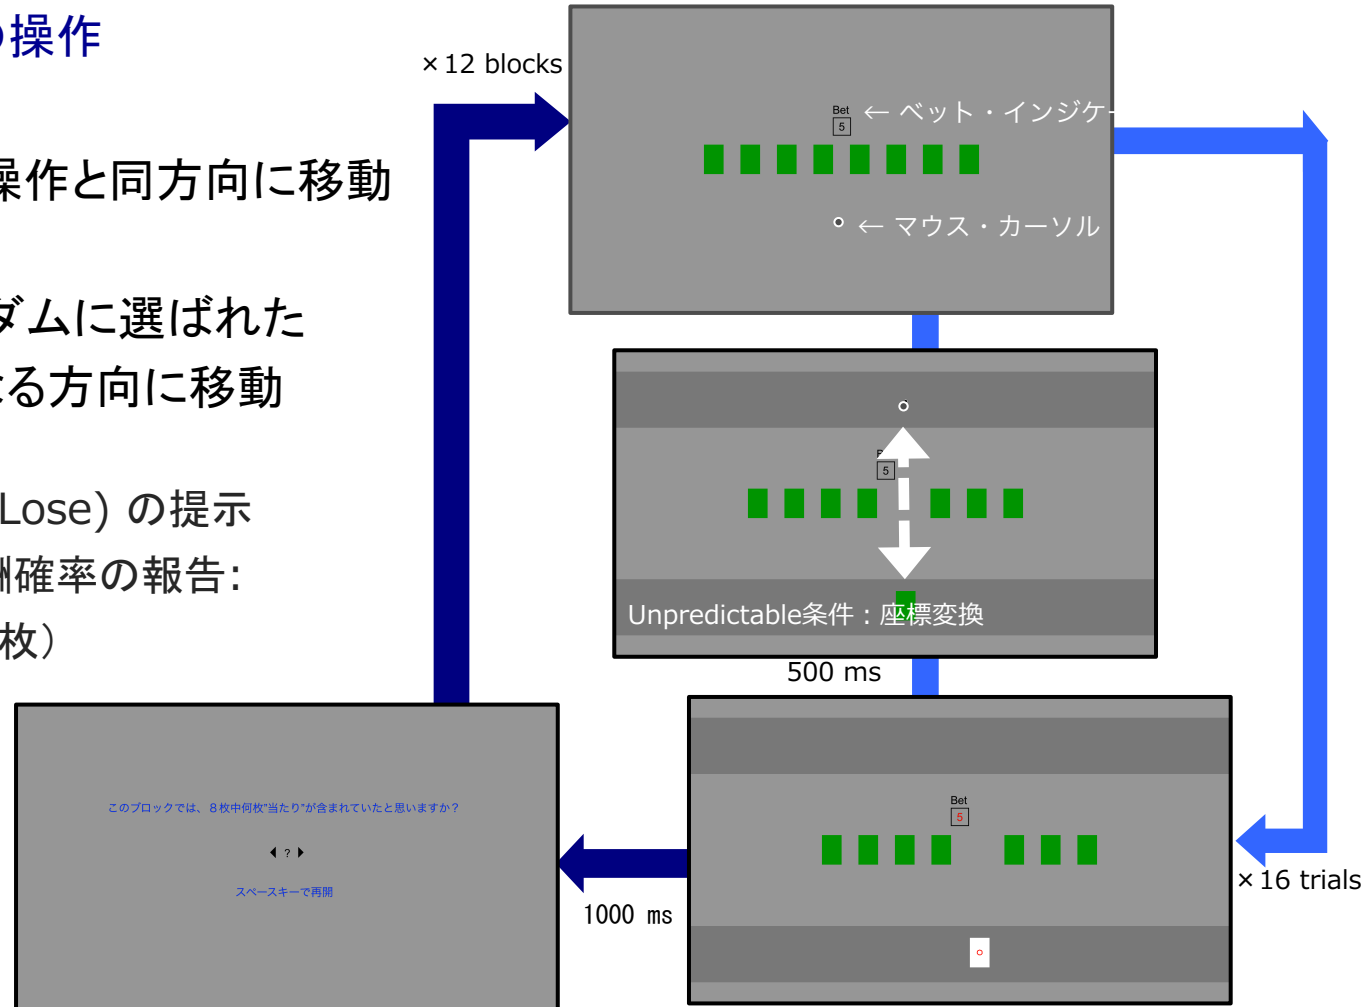 の操作
×12 blocks
Bet
5
← ベット・インジケー
操作と同方向に移動
← マウス・カーソル
ダムに選ばれた
なる方向に移動
5
Lose) の提示
酬確率の報告:
Unpredictable条件：座標変換
枚）
500 ms
このブロックでは、８枚中何枚”当たり”が含まれていたと思いますか？
?
スペースキーで再開
1000 ms
Bet
5
×16 trials